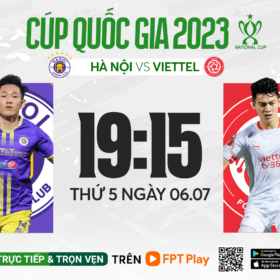 CÚP QUỐC GIA 2023
NATIONAL CUP
HÀ NỘI VS VIETTEL
19:15
THỨ 5 NGÀY 06.07
CLUB
TRỰC TIẾP & TRỌN VẸN TRÊN FPT Play